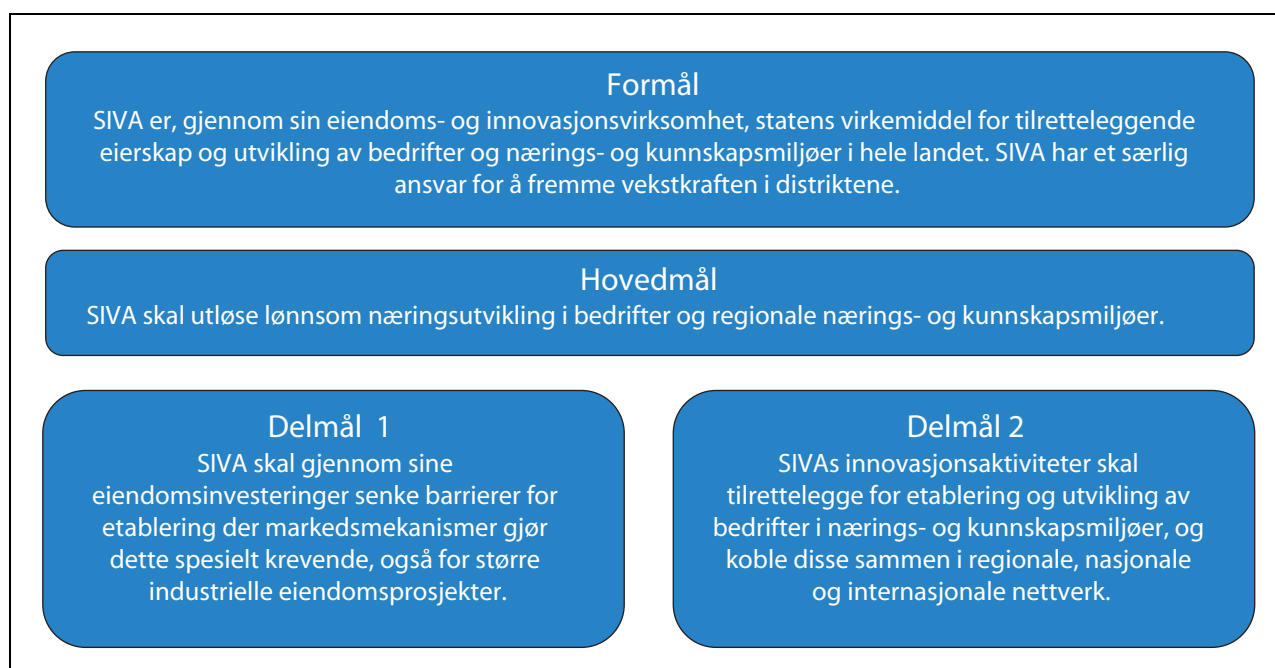 Formål
SIVA er, gjennom sin eiendoms- og innovasjonsvirksomhet, statens virkemiddel for tilretteleggende
eierskap og utvikling av bedrifter og nærings- og kunnskapsmiljøer i hele landet. SIVA har et særlig
ansvar for å fremme vekstkraften i distriktene.
Hovedmål
SIVA skal utløse lønnsom næringsutvikling i bedrifter og regionale nærings- og kunnskapsmiljøer.
Delmål 1
SIVA skal gjennom sine
eiendomsinvesteringer senke barrierer for
etablering der markedsmekanismer gjør
dette spesielt krevende, også for større
industrielle eiendomsprosjekter.
Delmål 2
SIVAs innovasjonsaktiviteter skal
tilrettelegge for etablering og utvikling av
bedrifter i nærings- og kunnskapsmiljøer, og
koble disse sammen i regionale, nasjonale
og internasjonale nettverk.